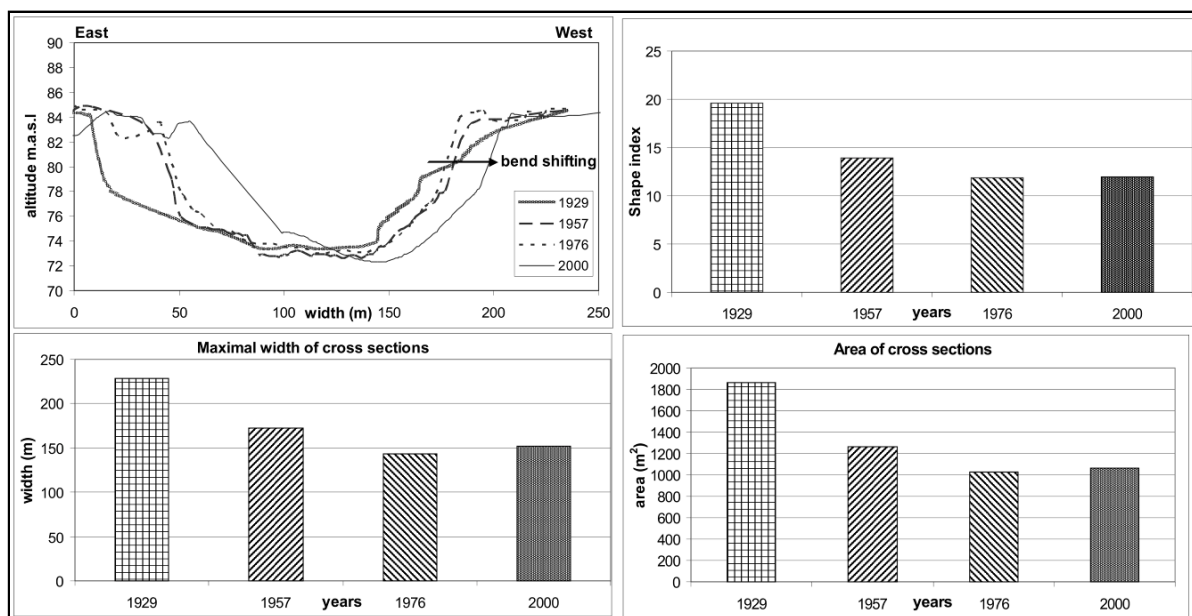 East West
90
88
86
84
82
80
78
76
74
72
70
altitude m.a.s.l
bend shifting
1929
1957
1976
2000
0 50 100 150 200 250
width (m)
25
20
15
10
5
0
Shape index
1929 1957 1976 2000
years
Maximal width of cross sections
250
200
150
100
50
0
width (m)
1929 1957 1976 2000
years
Area of cross sections
2000
1800
1600
1400
1200
1000
800
600
400
200
0
area (m²)
1929 1957 1976 2000
years